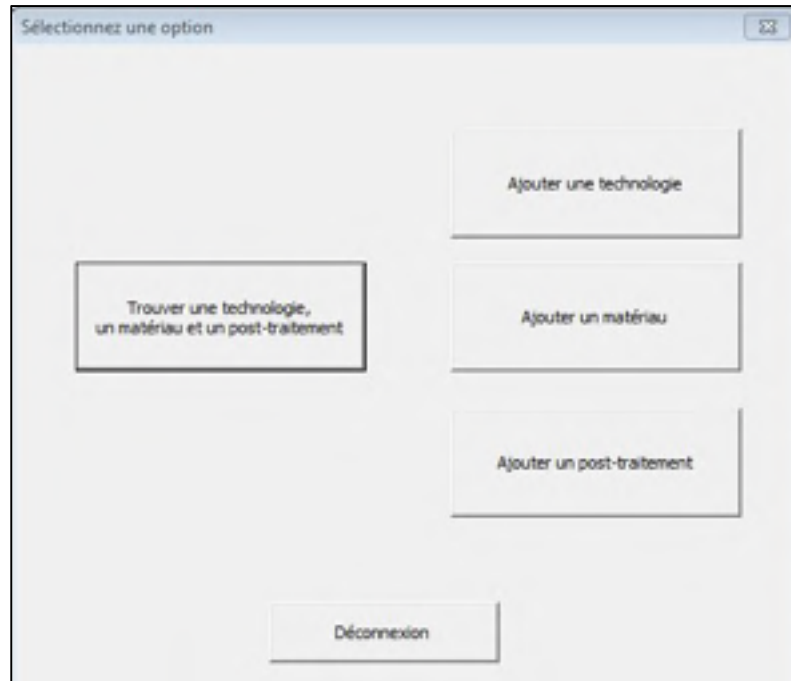 Sélectionnez une option
Ajouter une technologie
Trouver une technologie,
un matériau et un post-traitement
Ajouter un matériau
Ajouter un post-traitement
Déconnexion